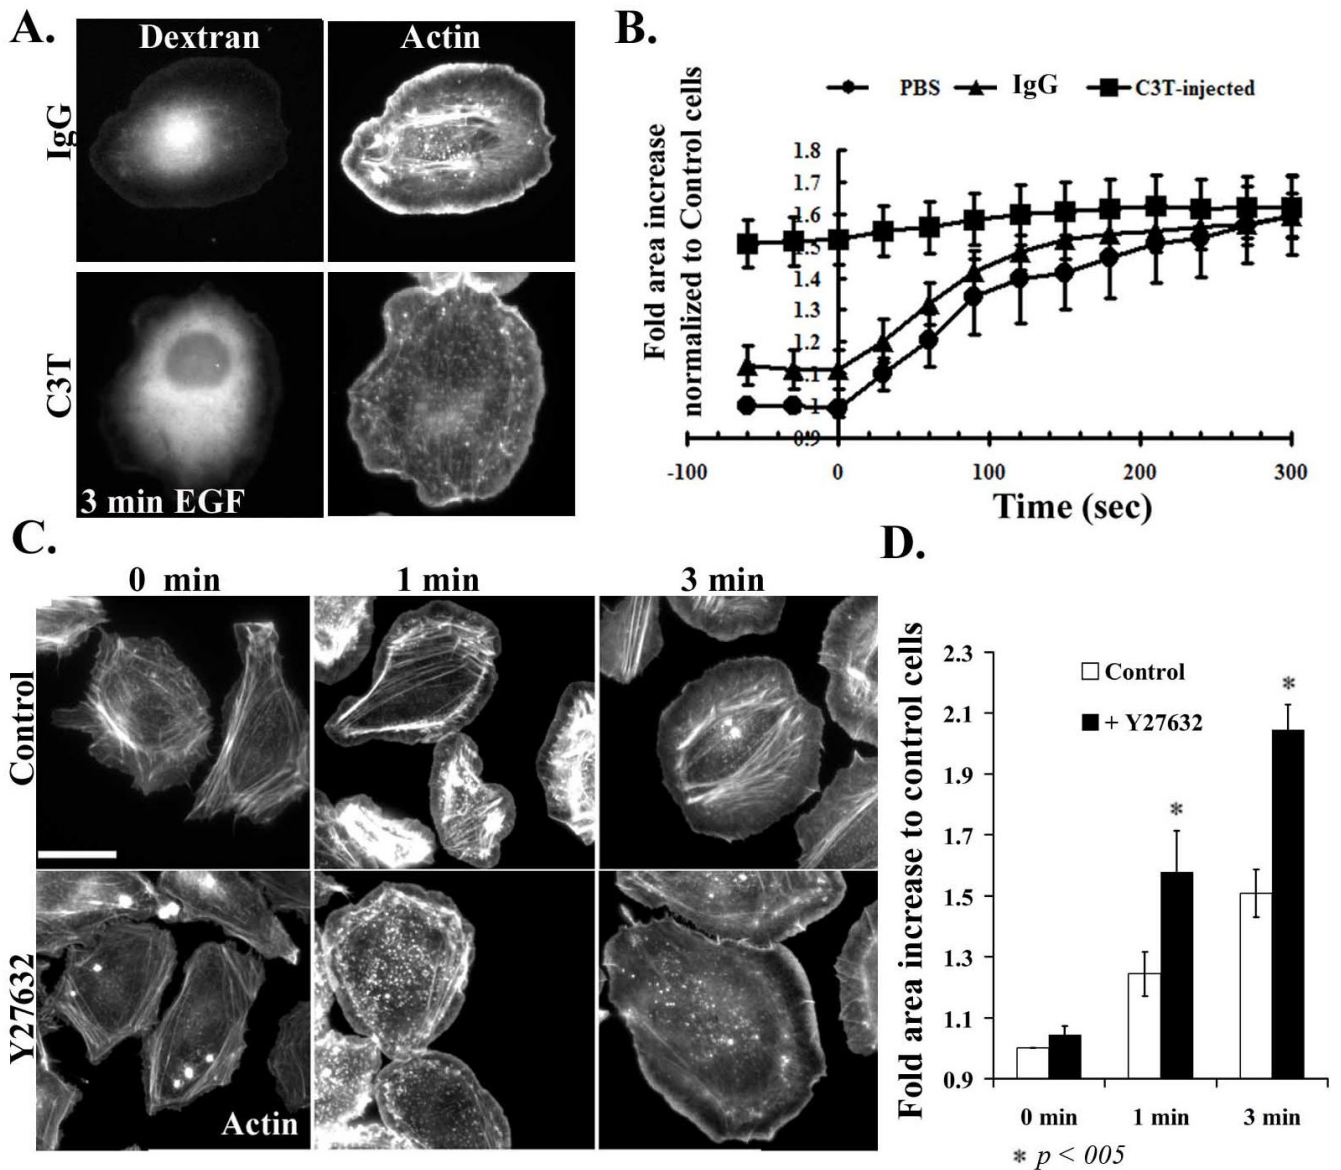 A.
Dextran
Actin
IgG
C3T
3 min EGF
B.
PBS
IgG
C3T-injected
Fold area increase
normalized to Control cells
1.8
1.7
1.6
1.5
1.4
1.3
1.2
1.1
1
0.9
-100
0
100
200
300
Time (sec)
C.
0 min
1 min
3 min
Control
Y27632
Actin
D.
Fold area increase to control cells
2.3
2.1
1.9
1.7
1.5
1.3
1.1
0.9
Control
+ Y27632
*
*
0 min
1 min
3 min
* p < 005